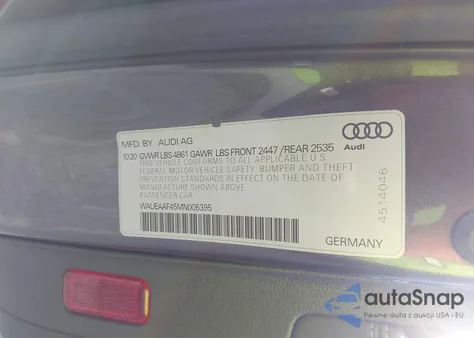 MFD. BY AUDI AG
10/20 GVWR LBS 4861 GAWR LBS FRONT 2447 / REAR 2535
THIS VEHICLE CONFORMS TO ALL APPLICABLE U.S
FEDERAL MOTOR VEHICLE SAFETY, BUMPER AND THEFT
PREVENTION STANDARDS IN EFFECT ON THE DATE OF
MANUFACTURE SHOWN ABOVE.
PASSENGER CAR
WAUEAAF45MN005395
Audi
4514046
GERMANY
autoSnap
Pewne auta z aukcji USA i EU